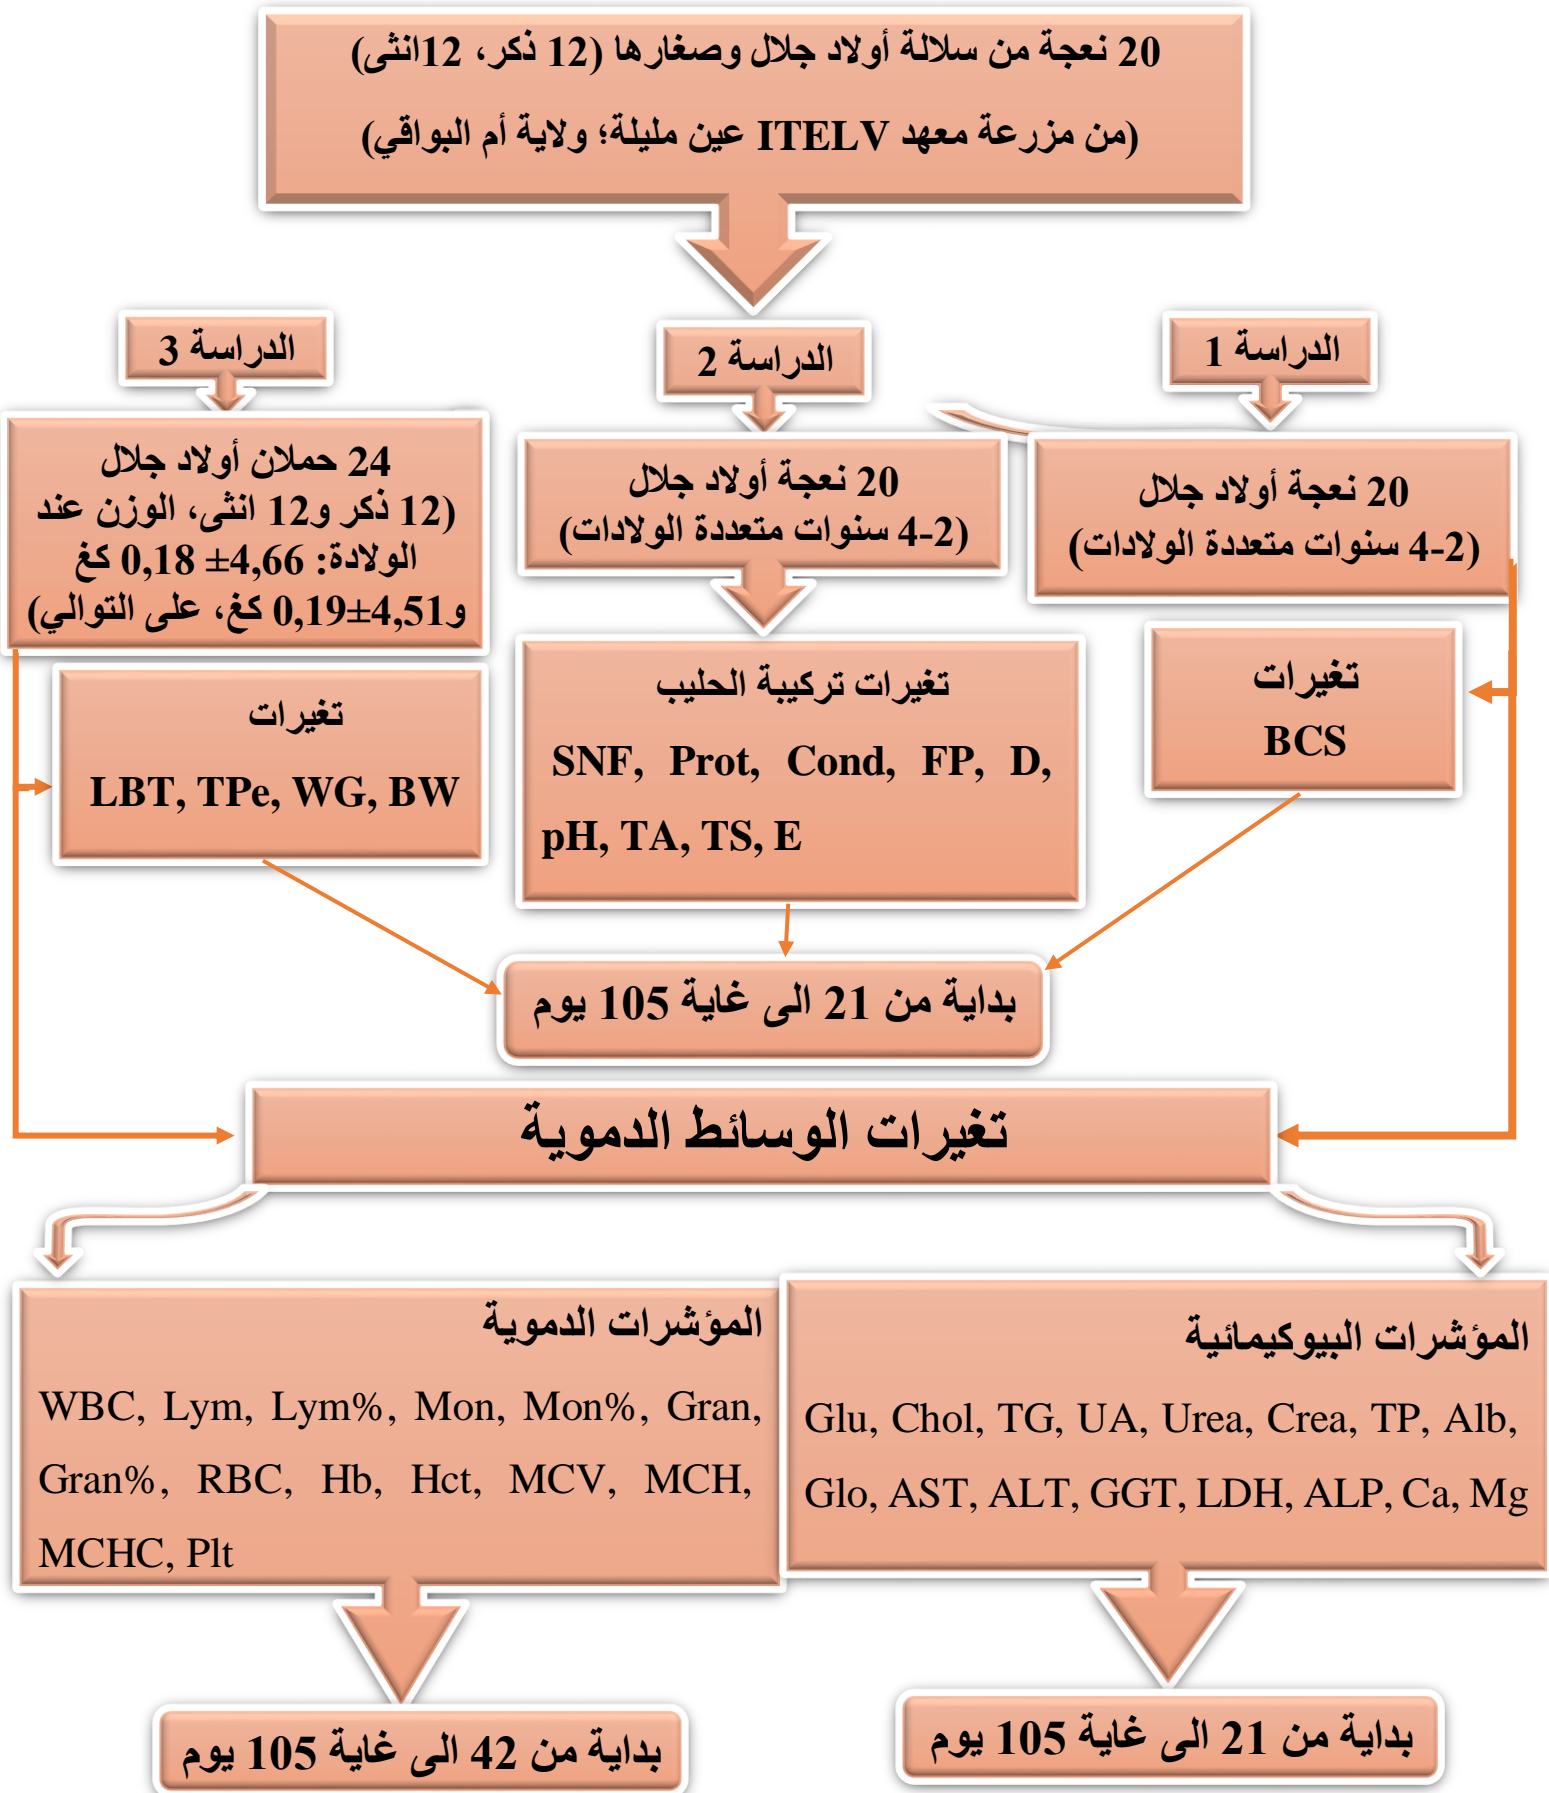 20 نعجة من سلالة أولاد جلال وصغارها (12 ذكر، 12انثى)
(من مزرعة معهد ITELV عين مليلة؛ ولاية أم البواقي)
الدراسة 1
الدراسة 2
الدراسة 3
20 نعجة أولاد جلال
(2-4 سنوات متعددة الولادات)
20 نعجة أولاد جلال
(2-4 سنوات متعددة الولادات)
24 حملان أولاد جلال
(12 ذكر و12 انثى، الوزن عند
الولادة: 4,66± 0,18 كغ
و4,51±0,19 كغ، على التوالي)
تغيرات
BCS
تغيرات تركيبة الحليب
SNF, Prot, Cond, FP, D,
pH, TA, TS, E
تغيرات
LBT, TPe, WG, BW
بداية من 21 الى غاية 105 يوم
تغيرات الوسائط الدموية
المؤشرات البيوكيمائية
Glu, Chol, TG, UA, Urea, Crea, TP, Alb,
Glo, AST, ALT, GGT, LDH, ALP, Ca, Mg
المؤشرات الدموية
WBC, Lym, Lym%, Mon, Mon%, Gran,
Gran%, RBC, Hb, Hct, MCV, MCH,
MCHC, Plt
بداية من 21 الى غاية 105 يوم
بداية من 42 الى غاية 105 يوم